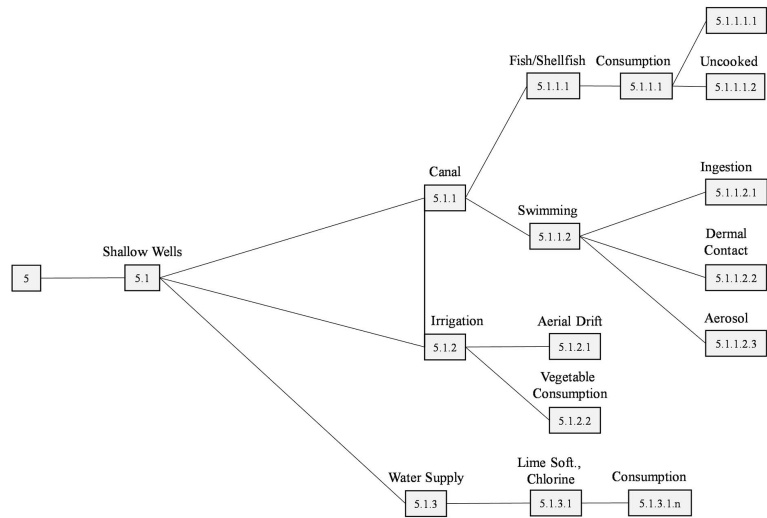 5.1.1.1.1
Fish/Shellfish
Consumption
Uncooked
5.1.1.1
5.1.1.1
5.1.1.1.2
Canal
Ingestion
5.1.1
5.1.1.2.1
Swimming
5.1.1.2
Dermal
Contact
Shallow Wells
5
5.1
5.1.1.2.2
Irrigation
Aerial Drift
Aerosol
5.1.2
5.1.2.1
5.1.1.2.3
Vegetable
Consumption
5.1.2.2
Water Supply
Lime Soft.,
Chlorine
Consumption
5.1.3
5.1.3.1
5.1.3.1.n